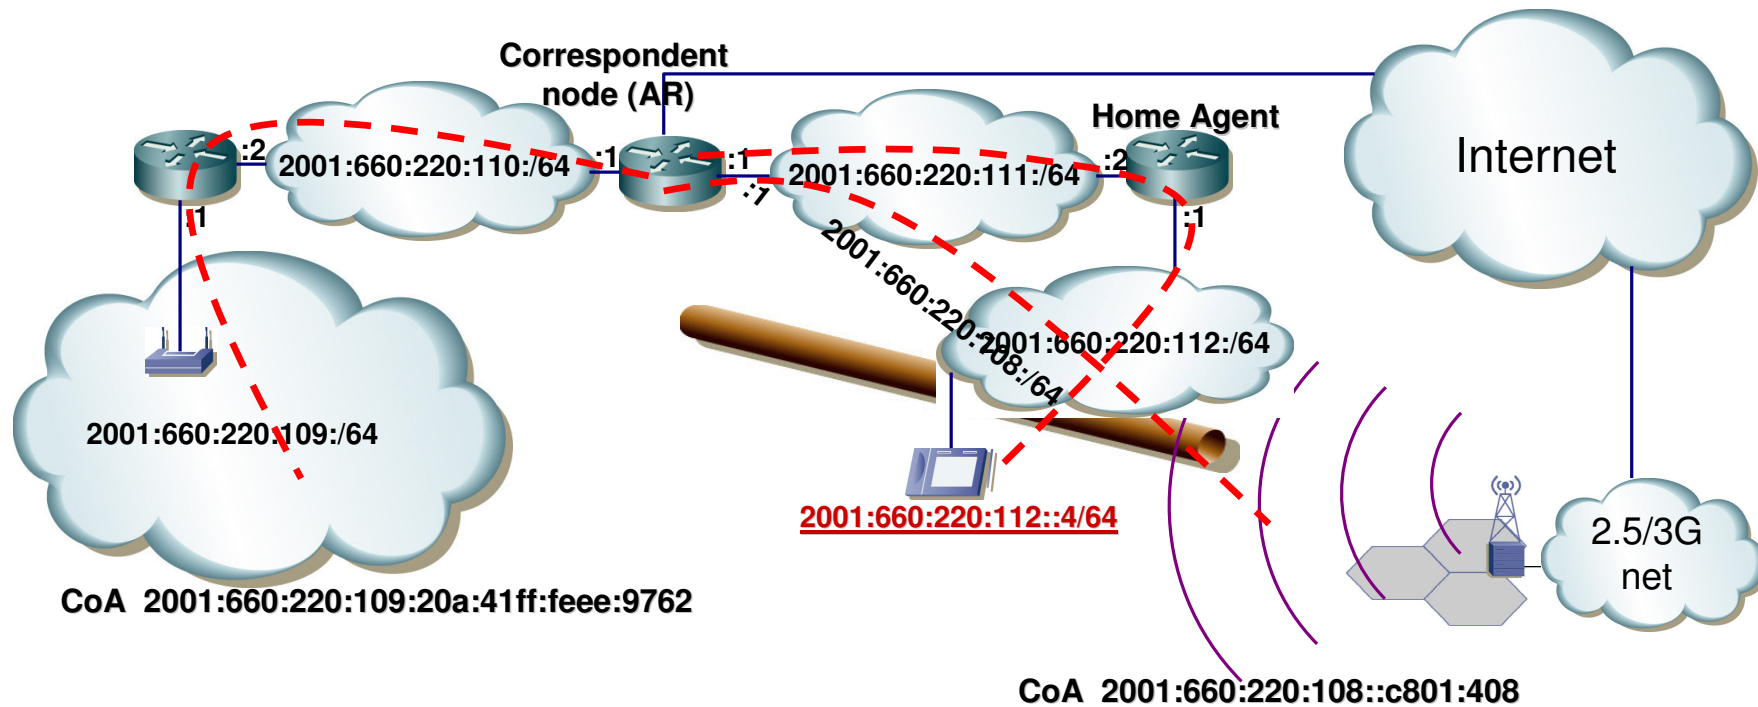 Correspondent
node (AR)
Home Agent
Internet
:2
2001:660:220:110:/64
:1
:1
2001:660:220:111:/64
:2
:1
:1
:1
2001:660:220:108:/64
2001:660:220:112:/64
2001:660:220:109:/64
2001:660:220:112::4/64
2.5/3G
net
CoA 2001:660:220:109:20a:41ff:feee:9762
CoA 2001:660:220:108::c801:408